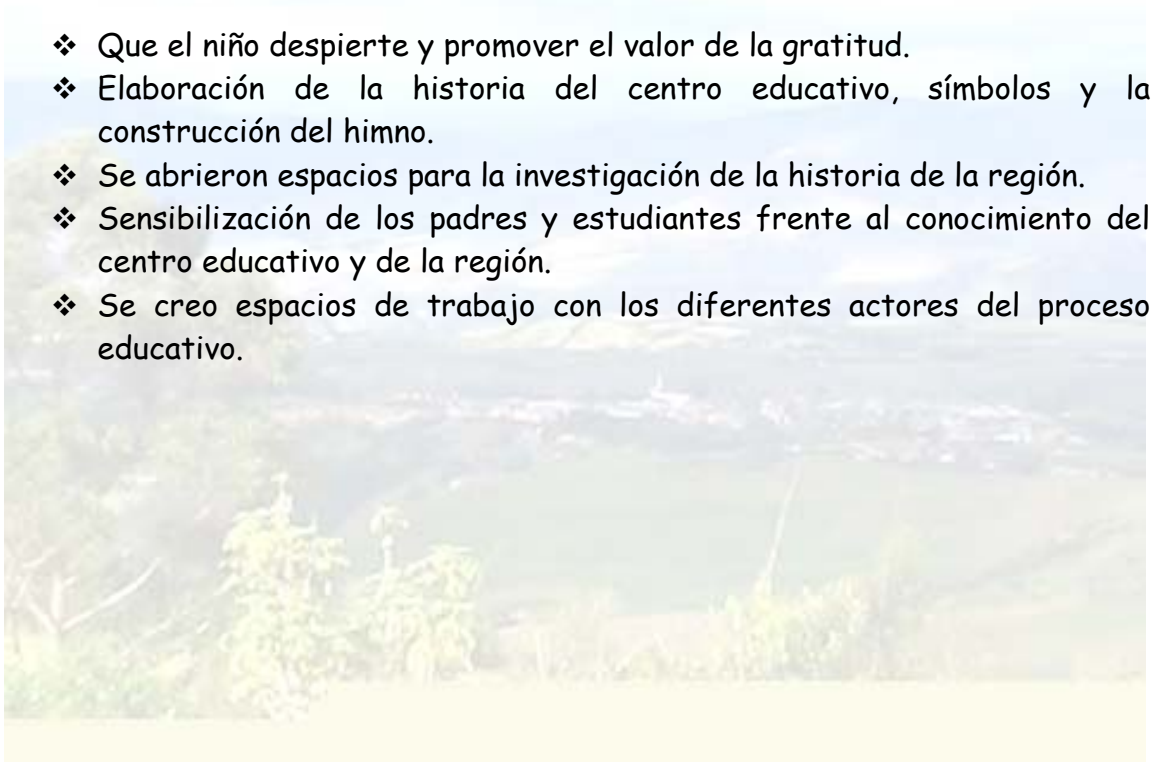 ❖ Que el niño despierte y promover el valor de la gratitud.
❖ Elaboración de la historia del centro educativo, símbolos y la
construcción del himno.
❖ Se abrieron espacios para la investigación de la historia de la región.
❖ Sensibilización de los padres y estudiantes frente al conocimiento del
centro educativo y de la región.
❖ Se creo espacios de trabajo con los diferentes actores del proceso
educativo.